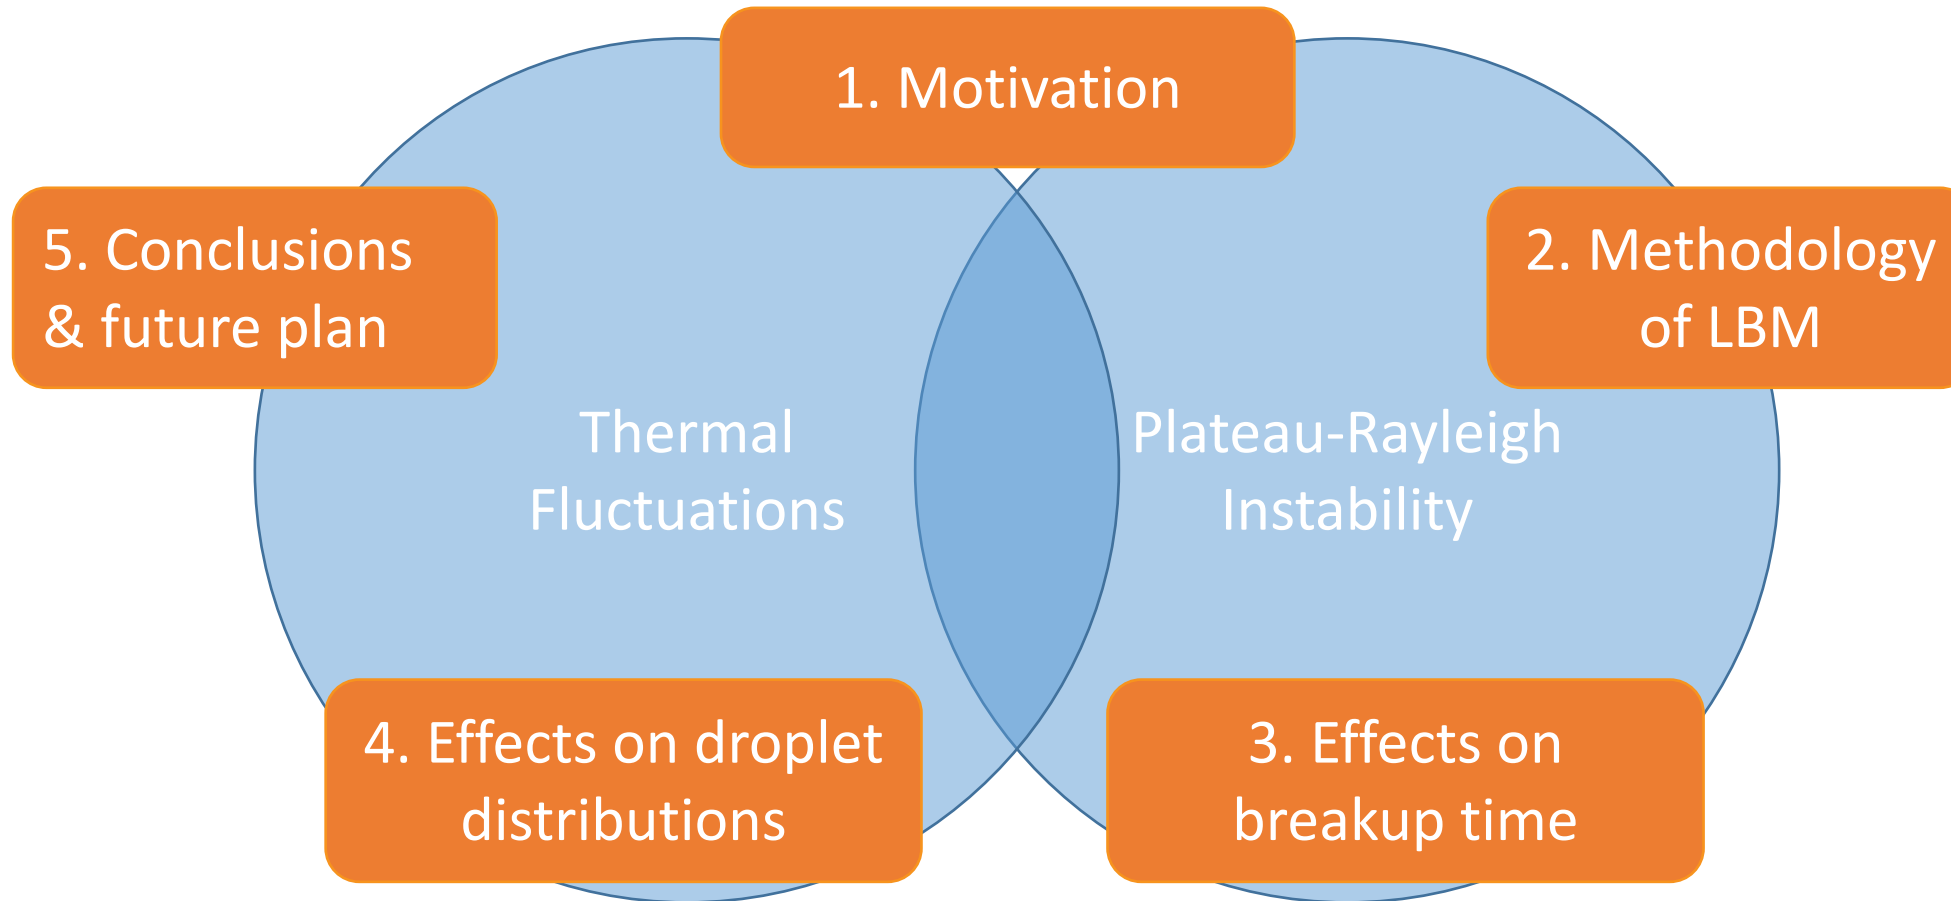 1. Motivation
2. Methodology
of LBM
3. Effects on
breakup time
4. Effects on droplet
distributions
5. Conclusions
& future plan
Thermal
Fluctuations
Plateau-Rayleigh
Instability